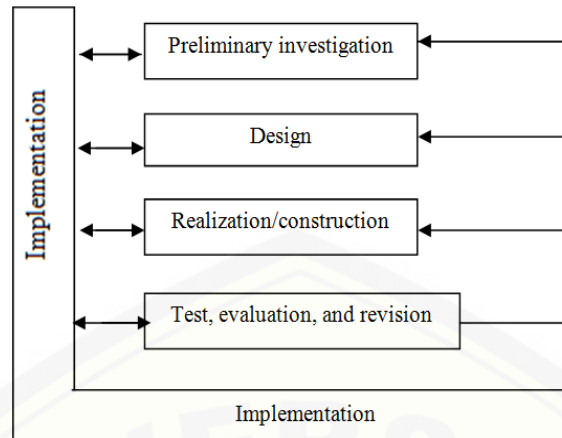 Implementation
Preliminary investigation
Design
Realization/construction
Test, evaluation, and revision
Implementation